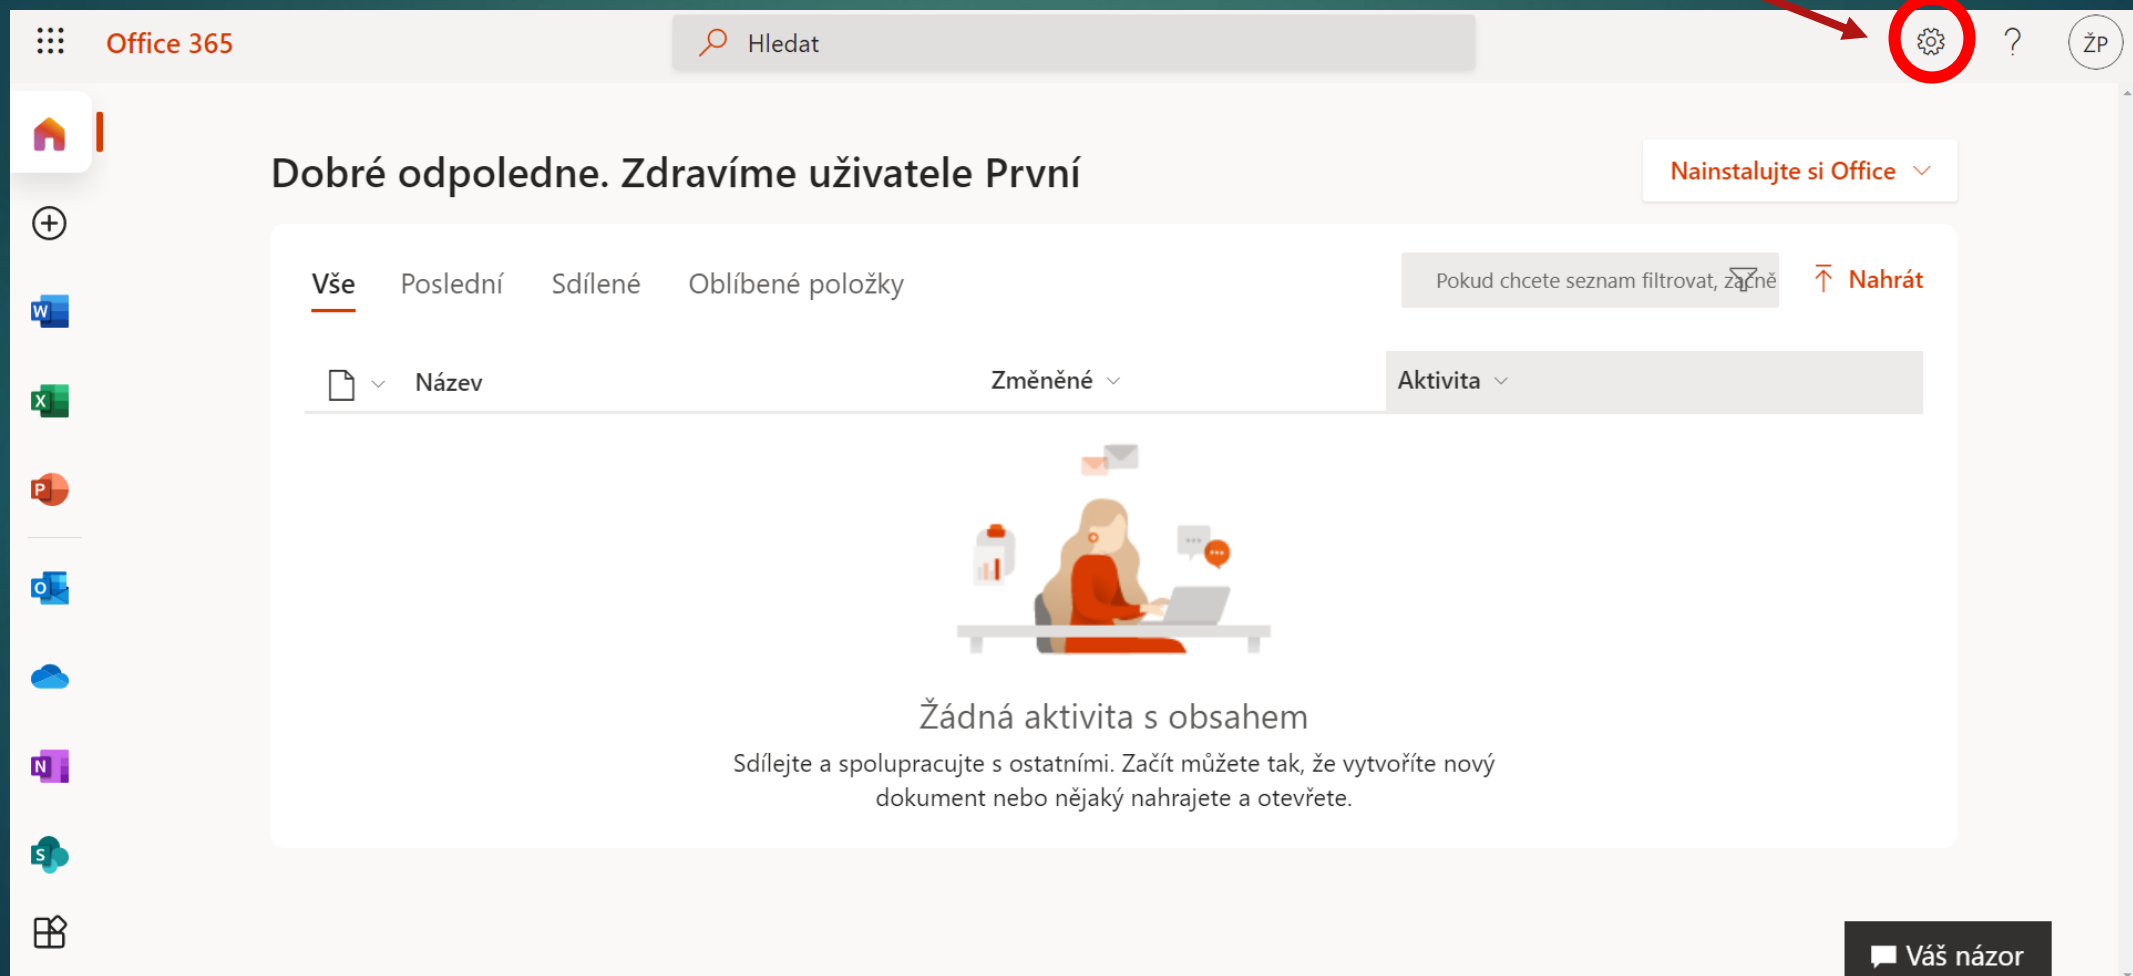 Office 365
Hledat
?
ŽP
Dobré odpoledne. Zdravíme uživatele První
Nainstalujte si Office
Vše Poslední Sdílené Oblíbené položky
Pokud chcete seznam filtrovat, začně
Nahrát
Název Změněné Aktivita
W
X
P
O
N
S
Žádná aktivita s obsahem
Sdílejte a spolupracujte s ostatními. Začít můžete tak, že vytvoříte nový
dokument nebo nějaký nahrajete a otevřete.
Váš názor